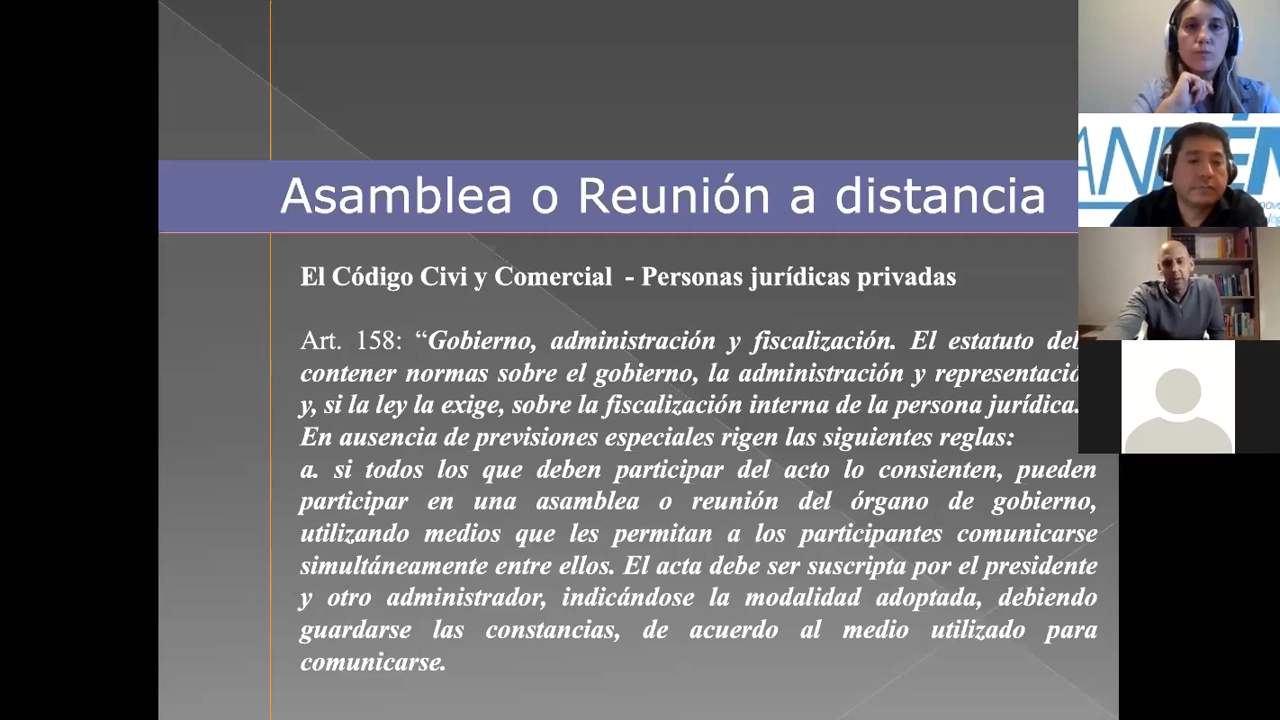 Asamblea o Reunión a distancia
El Código Civi y Comercial - Personas jurídicas privadas
Art. 158: “Gobierno, administración y fiscalización. El estatuto
contener normas sobre el gobierno, la administración y
y, si la ley la exige, sobre la fiscalización interna de la persona jurídica.
En ausencia de previsiones especiales rigen las siguientes reglas:
a. si todos los que deben participar del acto lo consienten, pueden
participar en una asamblea o reunión del órgano de gobierno,
utilizando medios que les permitan a los participantes comunicarse
simultáneamente entre ellos. El acta debe ser suscripta por el presidente
y otro administrador, indicándose la modalidad adoptada, debiendo
guardarse las constancias, de acuerdo al medio utilizado para
comunicarse.